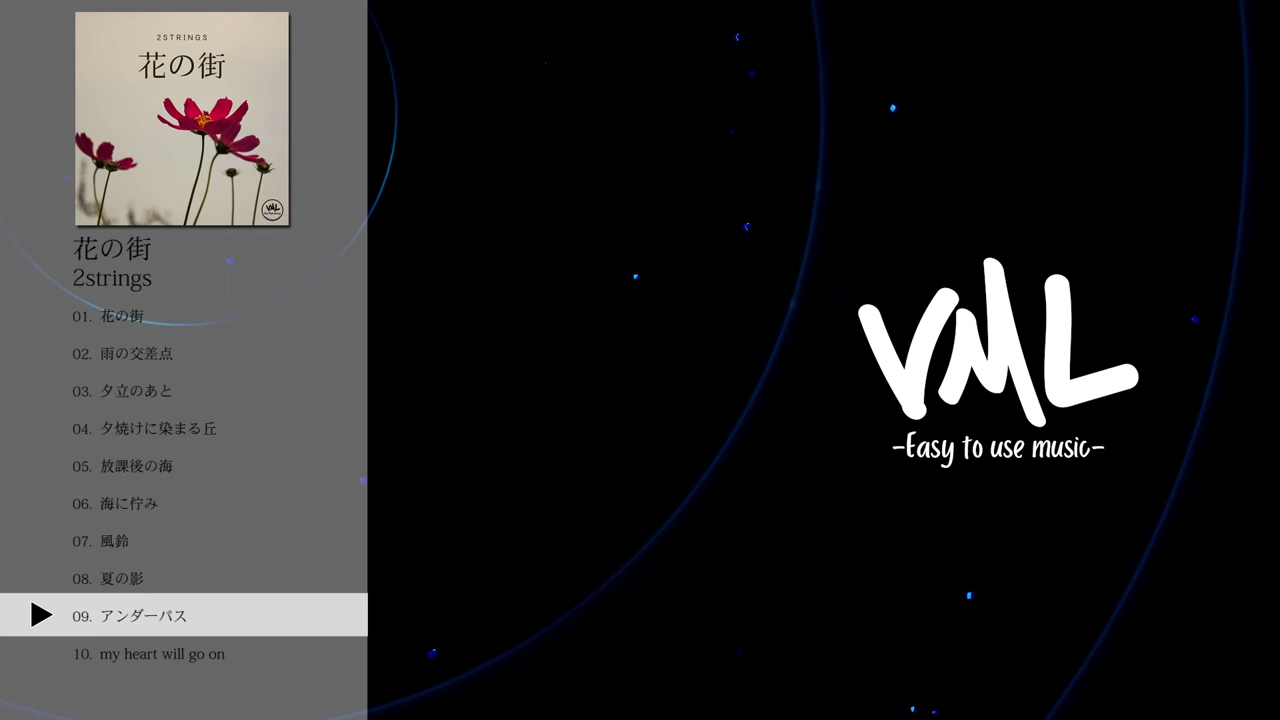 2STRINGS
花の街
VML
花の街
2strings
01. 花の街
02. 雨の交差点
03. 夕立のあと
04. 夕焼けに染まる丘
05. 放課後の海
06. 海に佇み
07. 風鈴
08. 夏の影
09. アンダーパス
10. my heart will go on
VML
-Easy to use music-